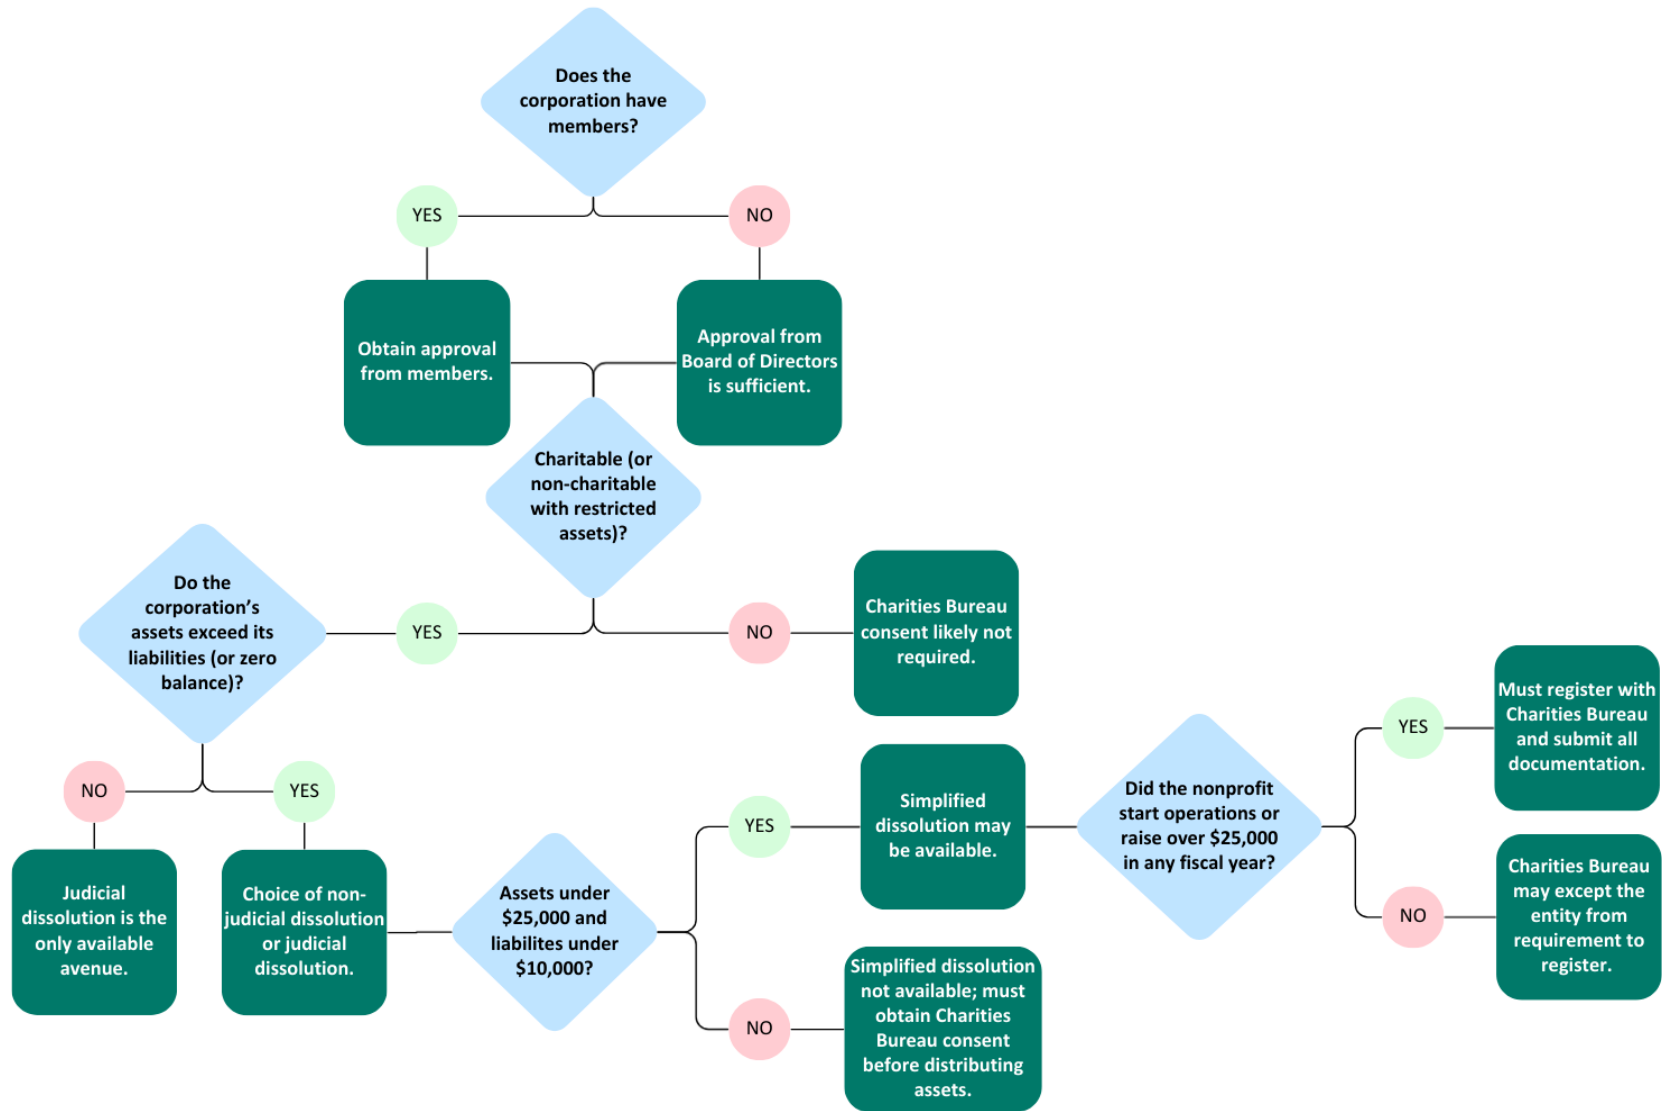 Does the
corporation have
members?
YES
NO
Obtain approval
from members.
Approval from
Board of Directors
is sufficient.
Charitable (or
non-charitable
with restricted
assets)?
YES
NO
Charities Bureau
consent likely not
required.
Do the
corporation’s
assets exceed its
liabilities (or zero
balance)?
NO
YES
Judicial
dissolution is the
only available
avenue.
Choice of non-
judicial dissolution
or judicial
dissolution.
Assets under
$25,000 and
liabilites under
$10,000?
YES
NO
Simplified
dissolution may
be available.
Simplified dissolution
not available; must
obtain Charities
Bureau consent
before distributing
assets.
Did the nonprofit
start operations or
raise over $25,000
in any fiscal year?
YES
NO
Must register with
Charities Bureau
and submit all
documentation.
Charities Bureau
may except the
entity from
requirement to
register.